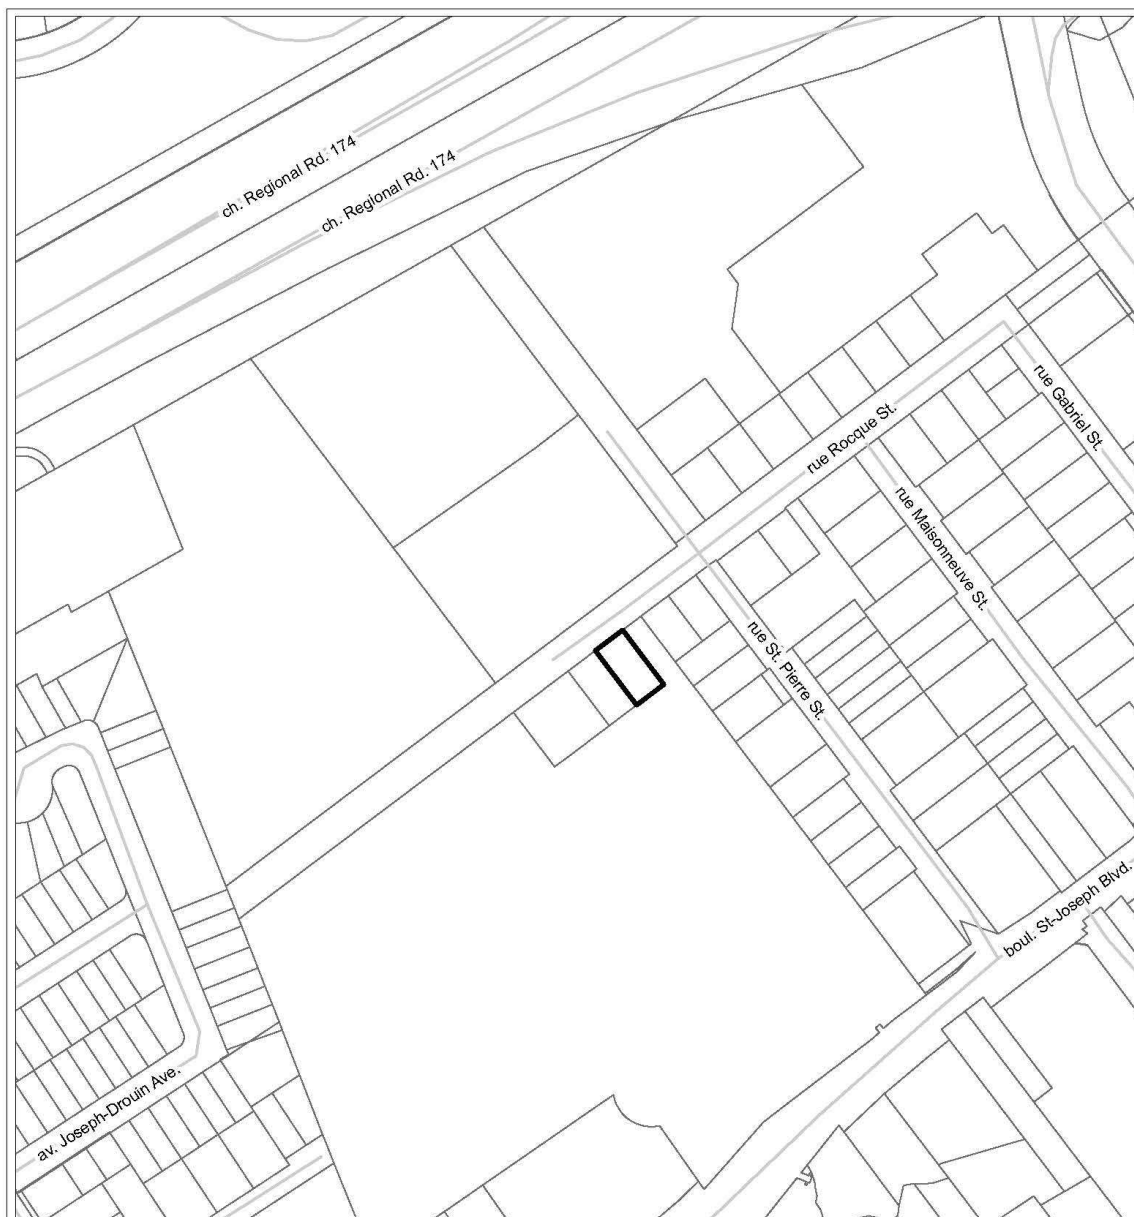 ch. Regional Rd. 174
ch. Regional Rd. 174
rue Gabriel St.
rue Rocque St.
rue Maisonneuve St.
rue St. Pierre St.
boul. St-Joseph Blvd.
av. Joseph-Drouin Ave.